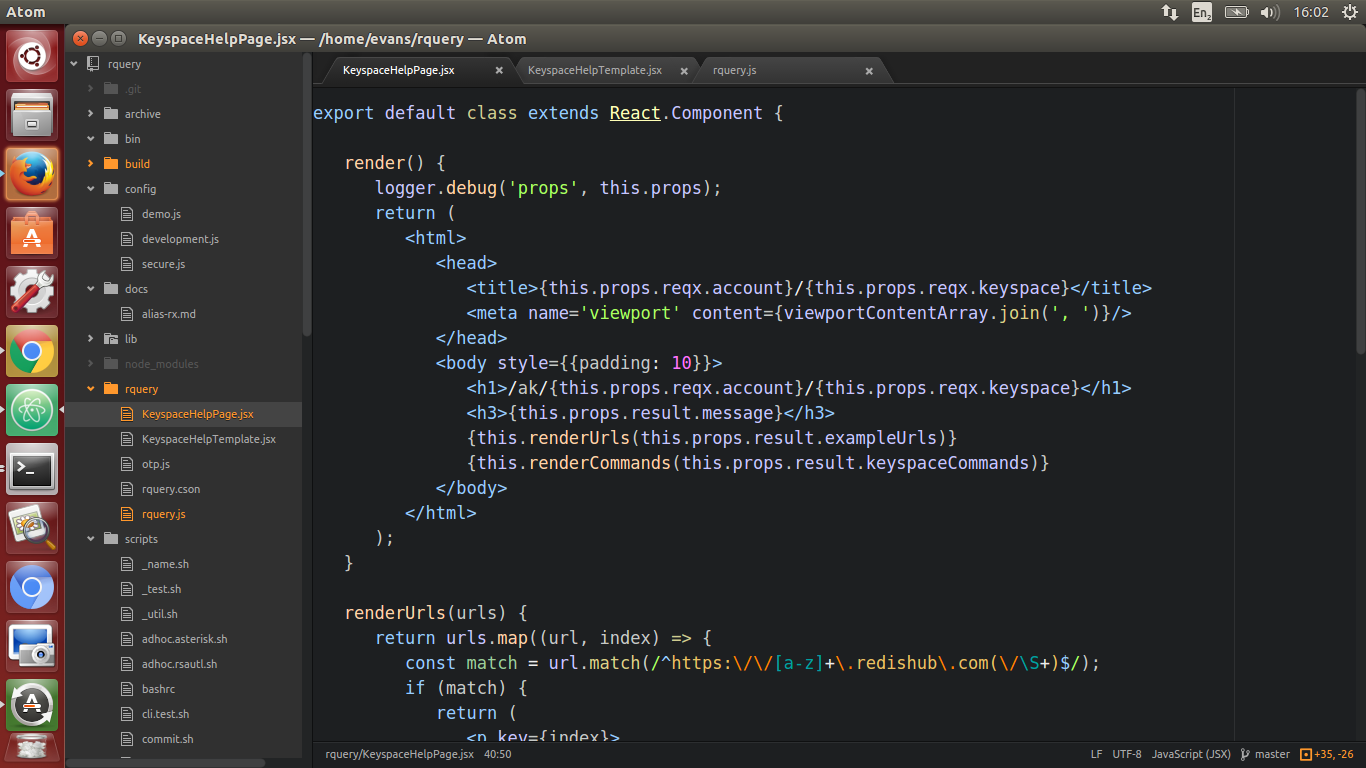 Atom
En2
16:02
KeyspaceHelpPage.jsx — /home/evans/rquery — Atom
rquery
.git
archive
bin
build
config
demo.js
development.js
secure.js
docs
alias-rx.md
lib
node_modules
rquery
KeyspaceHelpPage.jsx
KeyspaceHelpTemplate.jsx
otp.js
rquery.cson
rquery.js
scripts
_name.sh
_test.sh
_util.sh
adhoc.asterisk.sh
adhoc.rsautl.sh
bashrc
cli.test.sh
commit.sh
KeyspaceHelpPage.jsx
KeyspaceHelpTemplate.jsx
rquery.js
export default class extends React.Component {
render() {
logger.debug('props', this.props);
return (
<html>
<head>
<title>{this.props.reqx.account}/{this.props.reqx.keyspace}</title>
<meta name='viewport' content={viewportContentArray.join(', ')}/>
</head>
<body style={{padding: 10}}>
<h1>/ak/{this.props.reqx.account}/{this.props.reqx.keyspace}</h1>
<h3>{this.props.result.message}</h3>
{this.renderUrls(this.props.result.exampleUrls)}
{this.renderCommands(this.props.result.keyspaceCommands)}
</body>
</html>
);
}
renderUrls(urls) {
return urls.map((url, index) => {
const match = url.match(/^https:\/\/[a-z]+\.redishub\.com(\/\S+)$/);
if (match) {
return (
<p key={index}>
rquery/KeyspaceHelpPage.jsx 40:50
LF UTF-8 JavaScript (JSX) master +35, -26